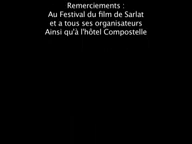 Remerciements :
Au Festival du film de Sarlat
et a tous ses organisateurs
Ainsi qu'à l'hôtel Compostelle